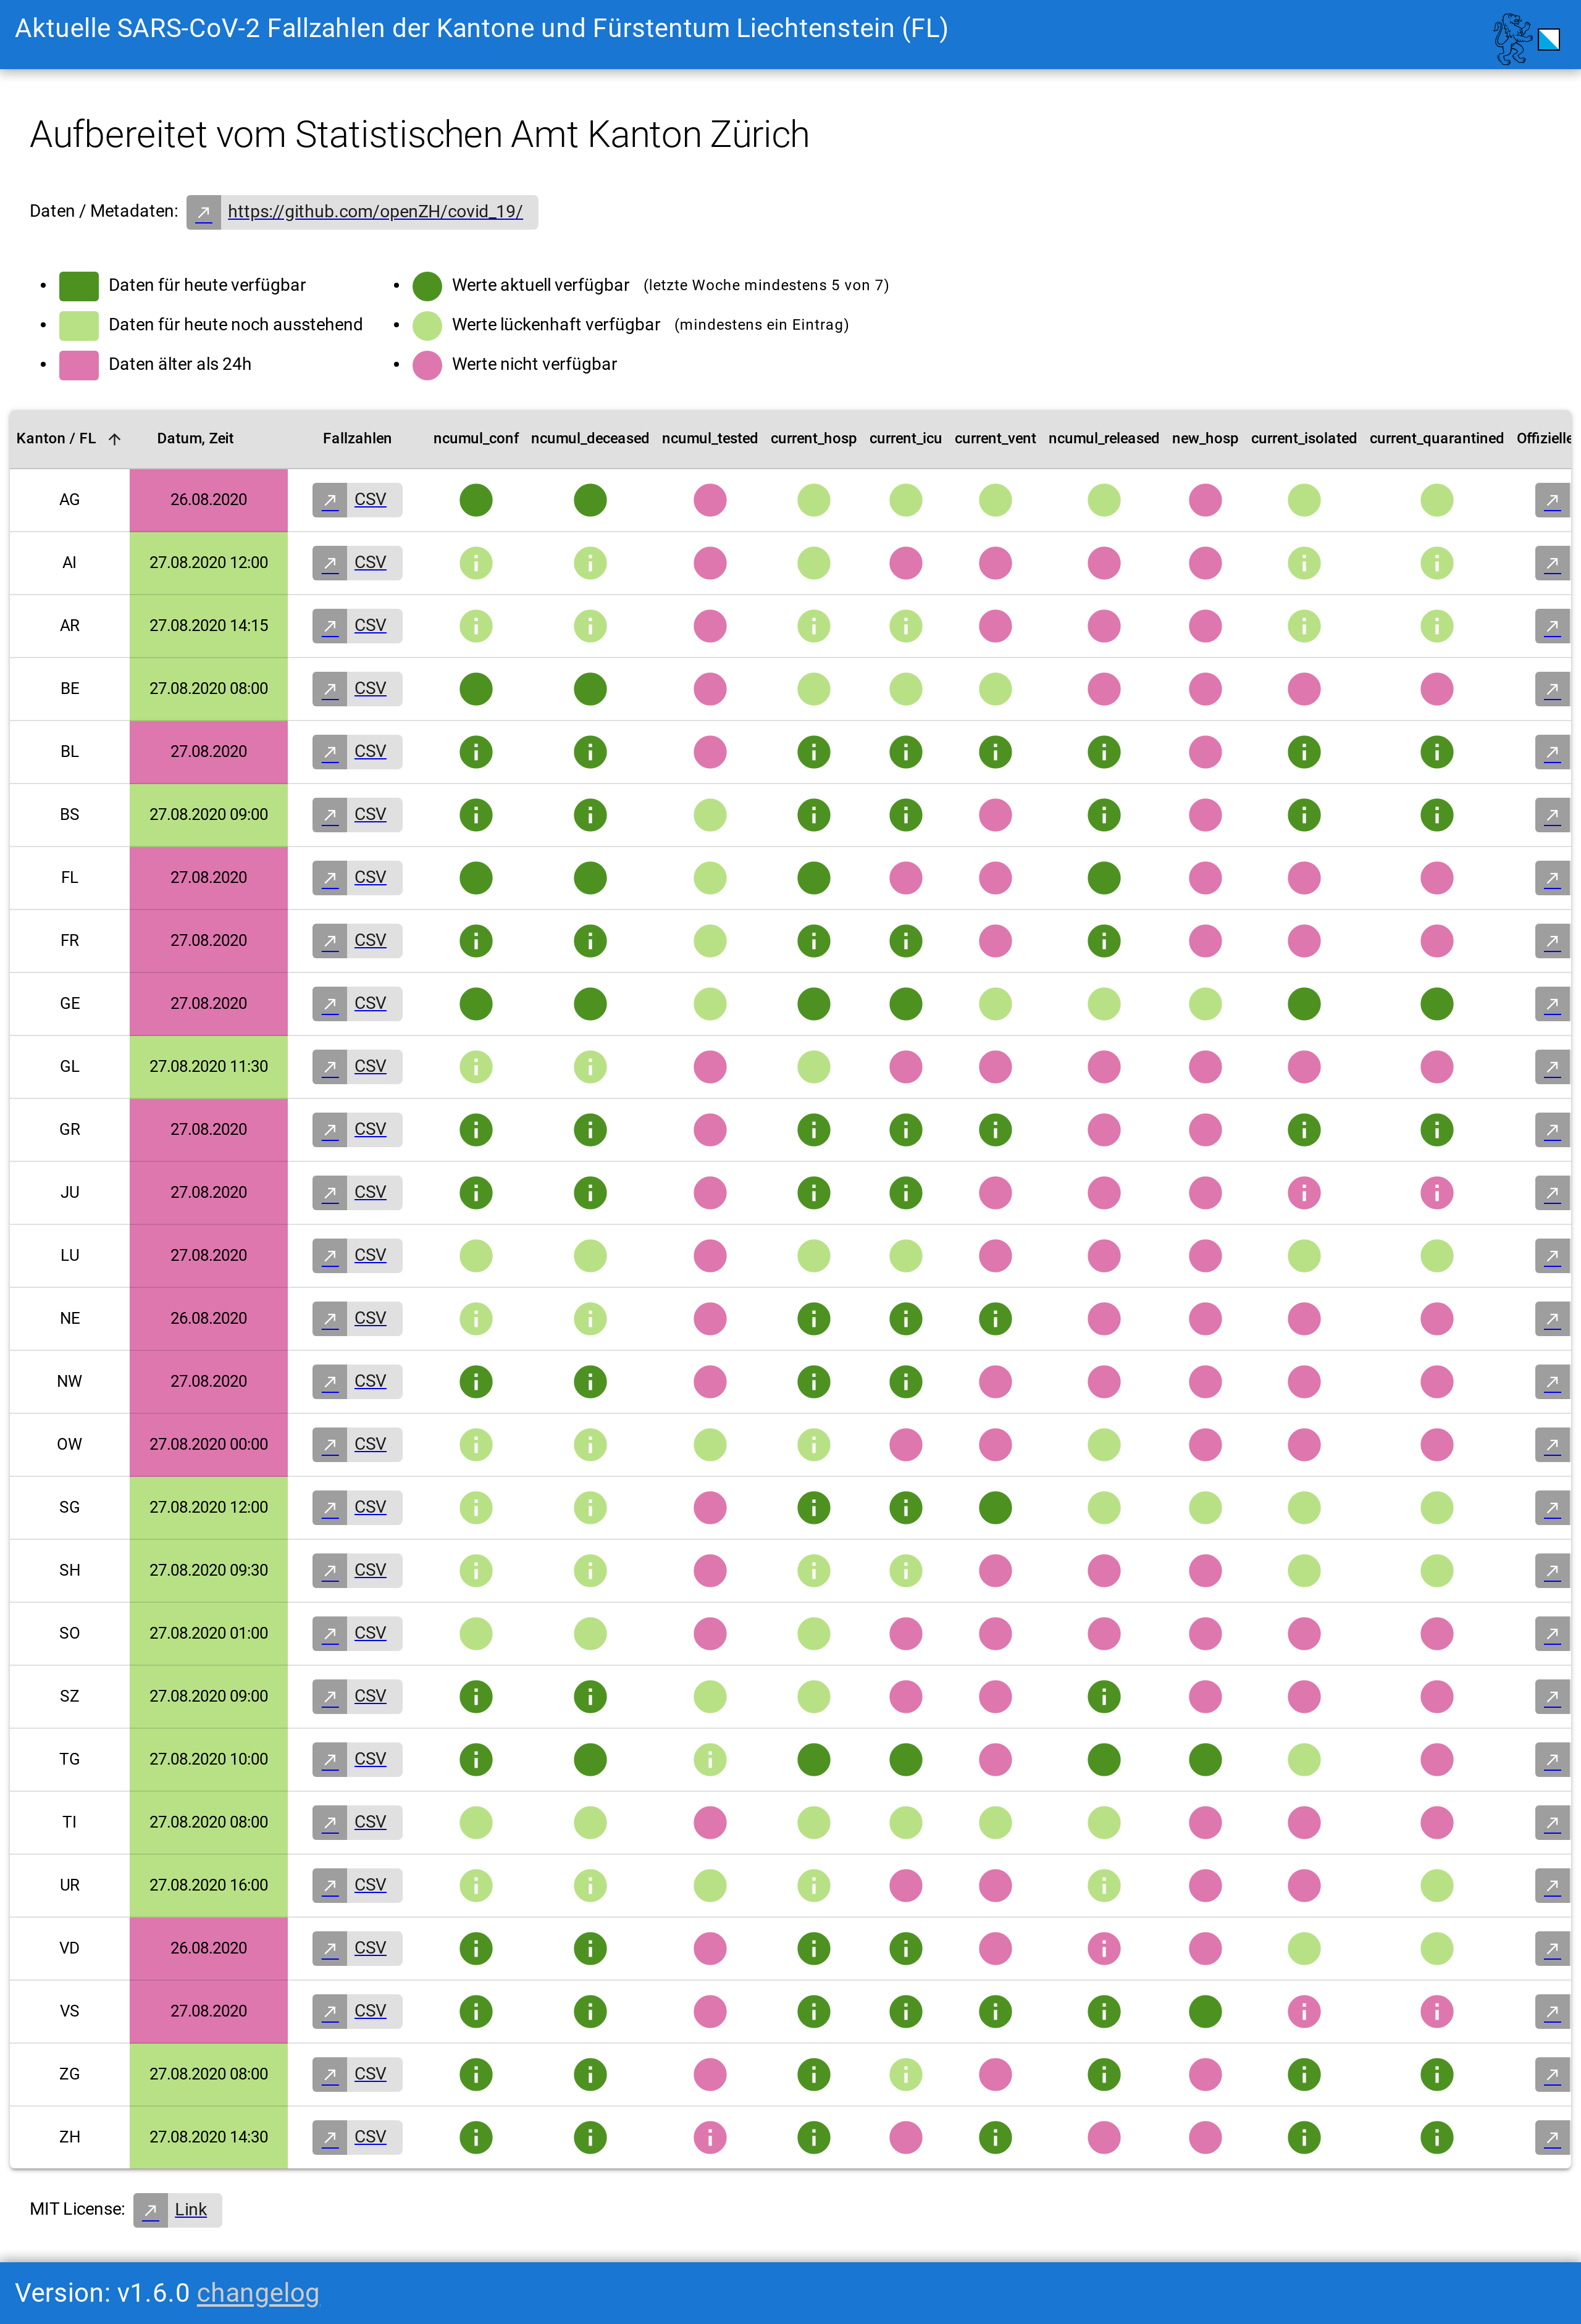 Aktuelle SARS-CoV-2 Fallzahlen der Kantone und Fürstentum Liechtenstein (FL)
Aufbereitet vom Statistischen Amt Kanton Zürich
Daten / Metadaten: https://github.com/openZH/covid_19/
Daten für heute verfügbar
Daten für heute noch ausstehend
Daten älter als 24h
Werte aktuell verfügbar (letzte Woche mindestens 5 von 7)
Werte lückenhaft verfügbar (mindestens ein Eintrag)
Werte nicht verfügbar
Kanton / FL Datum, Zeit Fallzahlen ncumul_conf ncumul_deceased ncumul_tested current_hosp current_icu current_vent ncumul_released new_hosp current_isolated current_quarantined Offizielle
AG 26.08.2020 CSV
AI 27.08.2020 12:00 CSV
AR 27.08.2020 14:15 CSV
BE 27.08.2020 08:00 CSV
BL 27.08.2020 CSV
BS 27.08.2020 09:00 CSV
FL 27.08.2020 CSV
FR 27.08.2020 CSV
GE 27.08.2020 CSV
GL 27.08.2020 11:30 CSV
GR 27.08.2020 CSV
JU 27.08.2020 CSV
LU 27.08.2020 CSV
NE 26.08.2020 CSV
NW 27.08.2020 CSV
OW 27.08.2020 00:00 CSV
SG 27.08.2020 12:00 CSV
SH 27.08.2020 09:30 CSV
SO 27.08.2020 01:00 CSV
SZ 27.08.2020 09:00 CSV
TG 27.08.2020 10:00 CSV
TI 27.08.2020 08:00 CSV
UR 27.08.2020 16:00 CSV
VD 26.08.2020 CSV
VS 27.08.2020 CSV
ZG 27.08.2020 08:00 CSV
ZH 27.08.2020 14:30 CSV
MIT License: Link
Version: v1.6.0 changelog